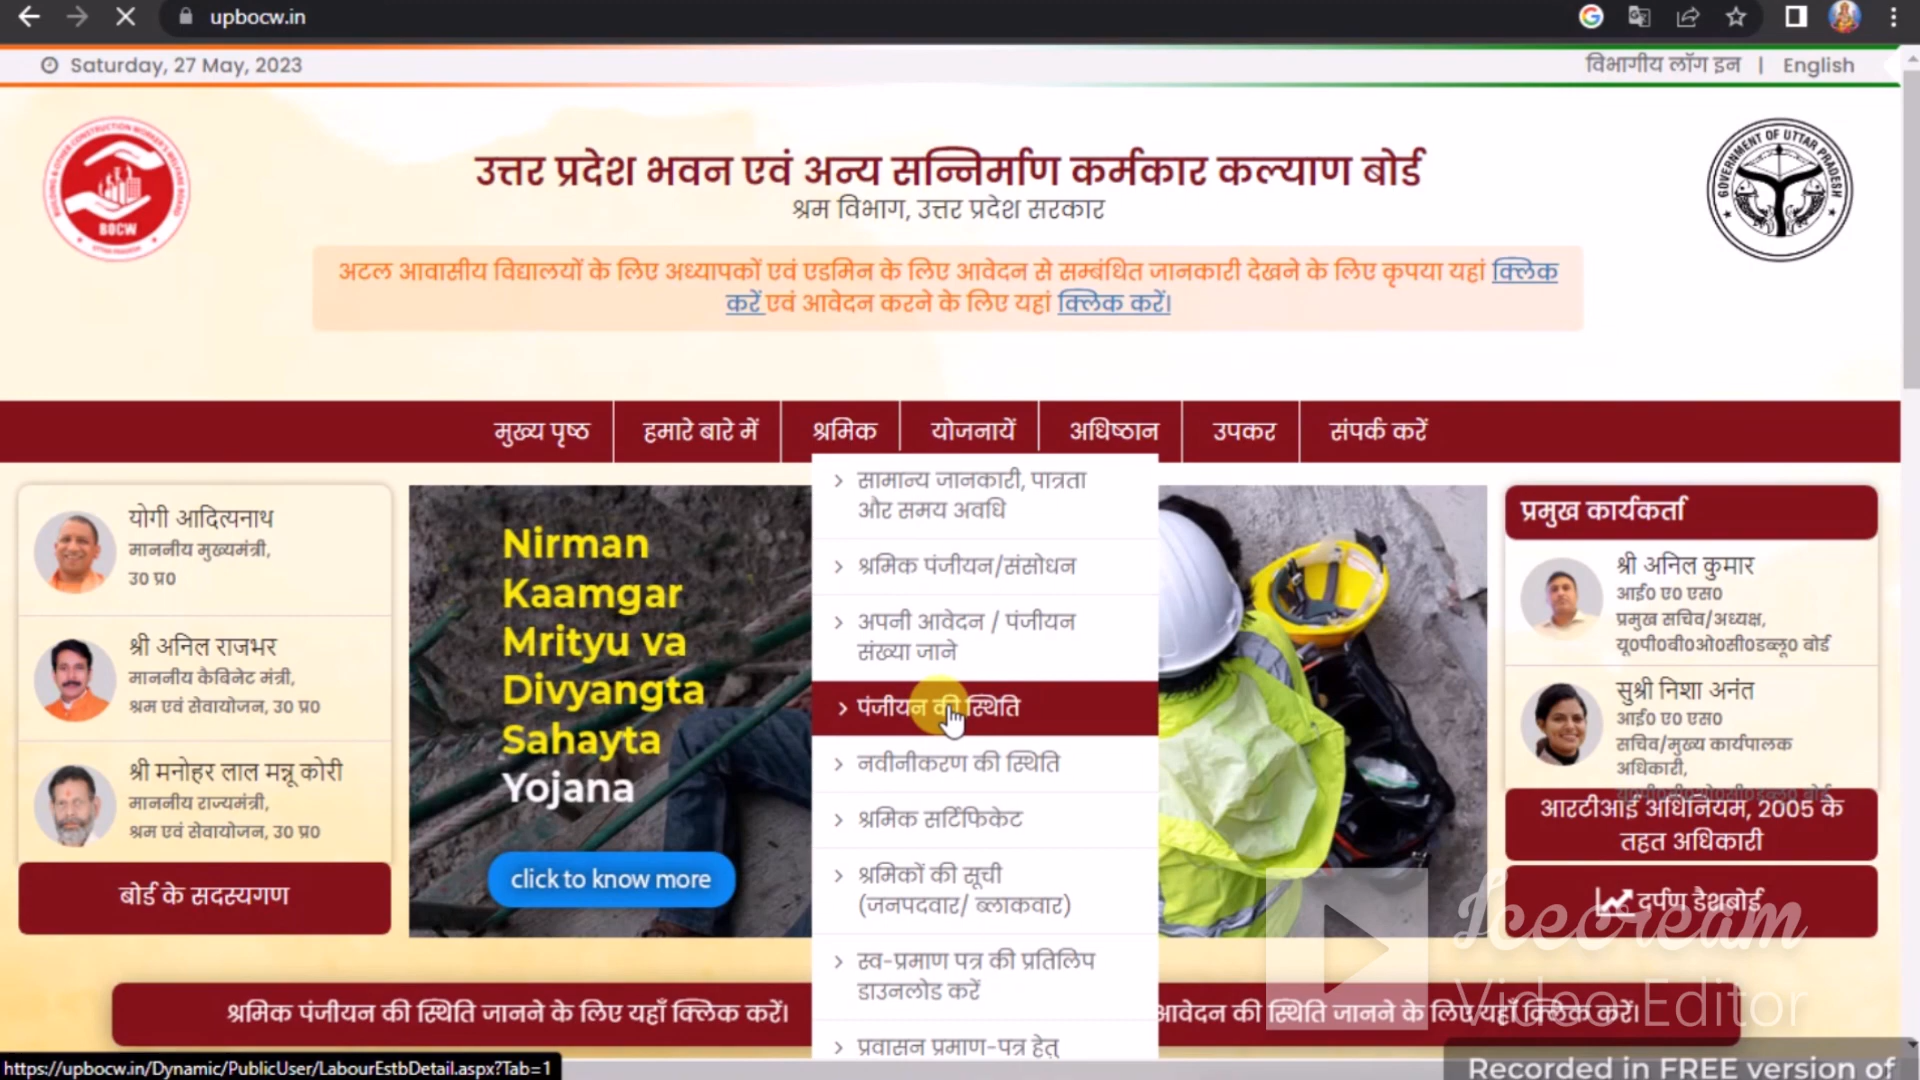 upbocw.in
Saturday, 27 May, 2023
विभागीय लॉग इन | English
BOCW
GOVERNMENT OF UTTAR PRADESH
उत्तर प्रदेश भवन एवं अन्य सन्निर्माण कर्मकार कल्याण बोर्ड
श्रम विभाग, उत्तर प्रदेश सरकार
अटल आवासीय विद्यालयों के लिए अध्यापकों एवं एडमिन के लिए आवेदन से सम्बंधित जानकारी देखने के लिए कृपया यहां क्लिक
करें एवं आवेदन करने के लिए यहां क्लिक करें।
मुख्य पृष्ठ हमारे बारे में श्रमिक योजनायें अधिष्ठान उपकर संपर्क करें
योगी आदित्यनाथ
माननीय मुख्यमंत्री,
उ0 प्र0
श्री अनिल राजभर
माननीय कैबिनेट मंत्री,
श्रम एवं सेवायोजन, उ0 प्र0
श्री मनोहर लाल मन्नू कोरी
माननीय राज्यमंत्री,
श्रम एवं सेवायोजन, उ0 प्र0
बोर्ड के सदस्यगण
Nirman
Kaamgar
Mrityu va
Divyangta
Sahayta
Yojana
click to know more
सामान्य जानकारी, पात्रता
और समय अवधि
श्रमिक पंजीयन/संसोधन
अपनी आवेदन / पंजीयन
संख्या जाने
पंजीयन की स्थिति
नवीनीकरण की स्थिति
श्रमिक सर्टिफिकेट
श्रमिकों की सूची
(जनपदवार/ ब्लाकवार)
स्व-प्रमाण पत्र की प्रतिलिप
डाउनलोड करें
प्रवासन प्रमाण-पत्र हेतु
प्रमुख कार्यकर्ता
श्री अनिल कुमार
आई0 ए0 एस0
प्रमुख सचिव/अध्यक्ष,
यू0पी0बी0ओ0सी0डब्लू0 बोर्ड
सुश्री निशा अनंत
आई0 ए0 एस0
सचिव/मुख्य कार्यपालक
अधिकारी,
आरटीआई अधिनियम, 2005 के
तहत अधिकारी
दर्पण डैशबोर्ड
श्रमिक पंजीयन की स्थिति जानने के लिए यहाँ क्लिक करें।
आवेदन की स्थिति जानने के लिए यहाँ क्लिक करें।
Icecream
Video Editor
https://upbocw.in/Dynamic/PublicUser/LabourEstbDetail.aspx?Tab=1
Recorded in FREE version of